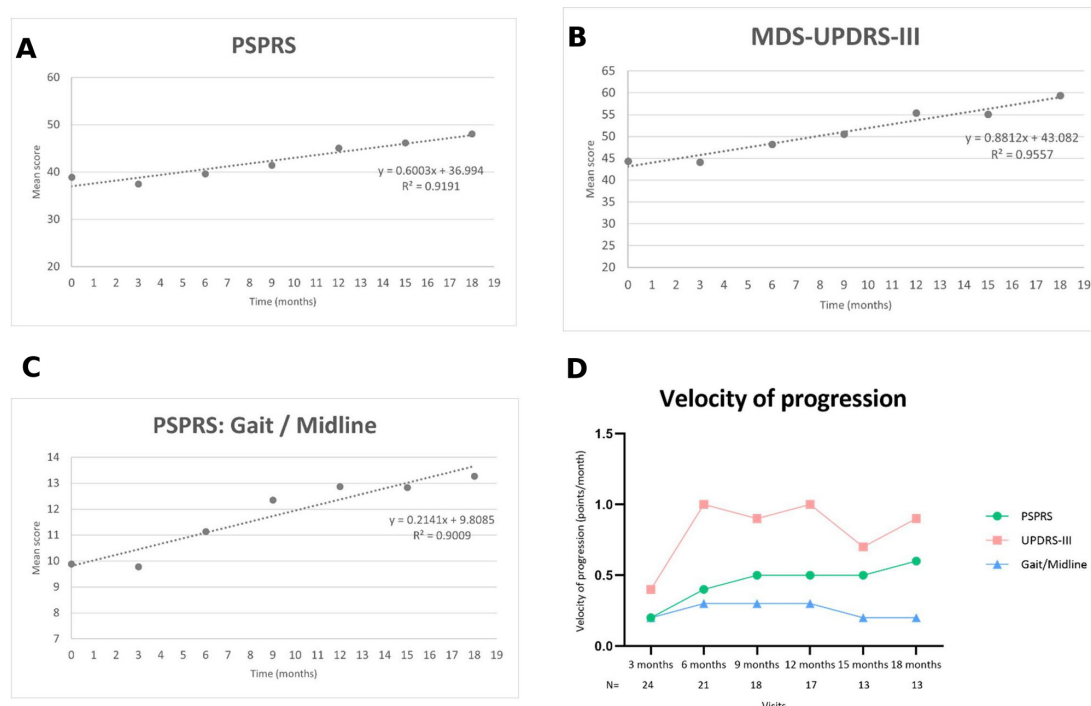 A
PSPRS
60
50
40
30
20
Mean score
y = 0.6003x + 36.994
R² = 0.9191
0 1 2 3 4 5 6 7 8 9 10 11 12 13 14 15 16 17 18 19
Time (months)
B
MDS-UPDRS-III
65
60
55
50
45
40
35
30
25
20
Mean score
y = 0.8812x + 43.082
R² = 0.9557
0 1 2 3 4 5 6 7 8 9 10 11 12 13 14 15 16 17 18 19
Time (months)
C
PSPRS: Gait / Midline
14
13
12
11
10
9
8
7
Mean score
y = 0.2141x + 9.8085
R² = 0.9009
0 1 2 3 4 5 6 7 8 9 10 11 12 13 14 15 16 17 18 19
Time (months)
D
Velocity of progression
1.5
1.0
0.5
0.0
Velocity of progression (points/month)
PSPRS
UPDRS-III
Gait/Midline
3 months 6 months 9 months 12 months 15 months 18 months
N= 24 21 18 17 13 13
Visits